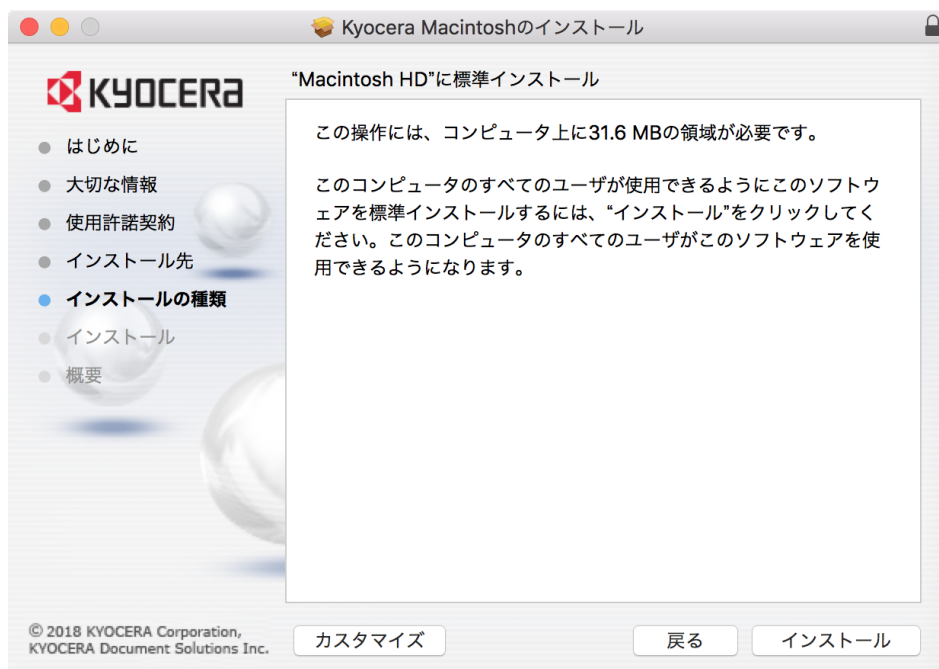 Kyocera Macintoshのインストール
KYOCERA
“Macintosh HD”に標準インストール
はじめに
大切な情報
使用許諾契約
インストール先
インストールの種類
インストール
概要
この操作には、コンピュータ上に31.6 MBの領域が必要です。
このコンピュータのすべてのユーザが使用できるようにこのソフトウ
ェアを標準インストールするには、“インストール”をクリックしてく
ださい。このコンピュータのすべてのユーザがこのソフトウェアを使
用できるようになります。
© 2018 KYOCERA Corporation,
KYOCERA Document Solutions Inc.
カスタマイズ
戻る
インストール